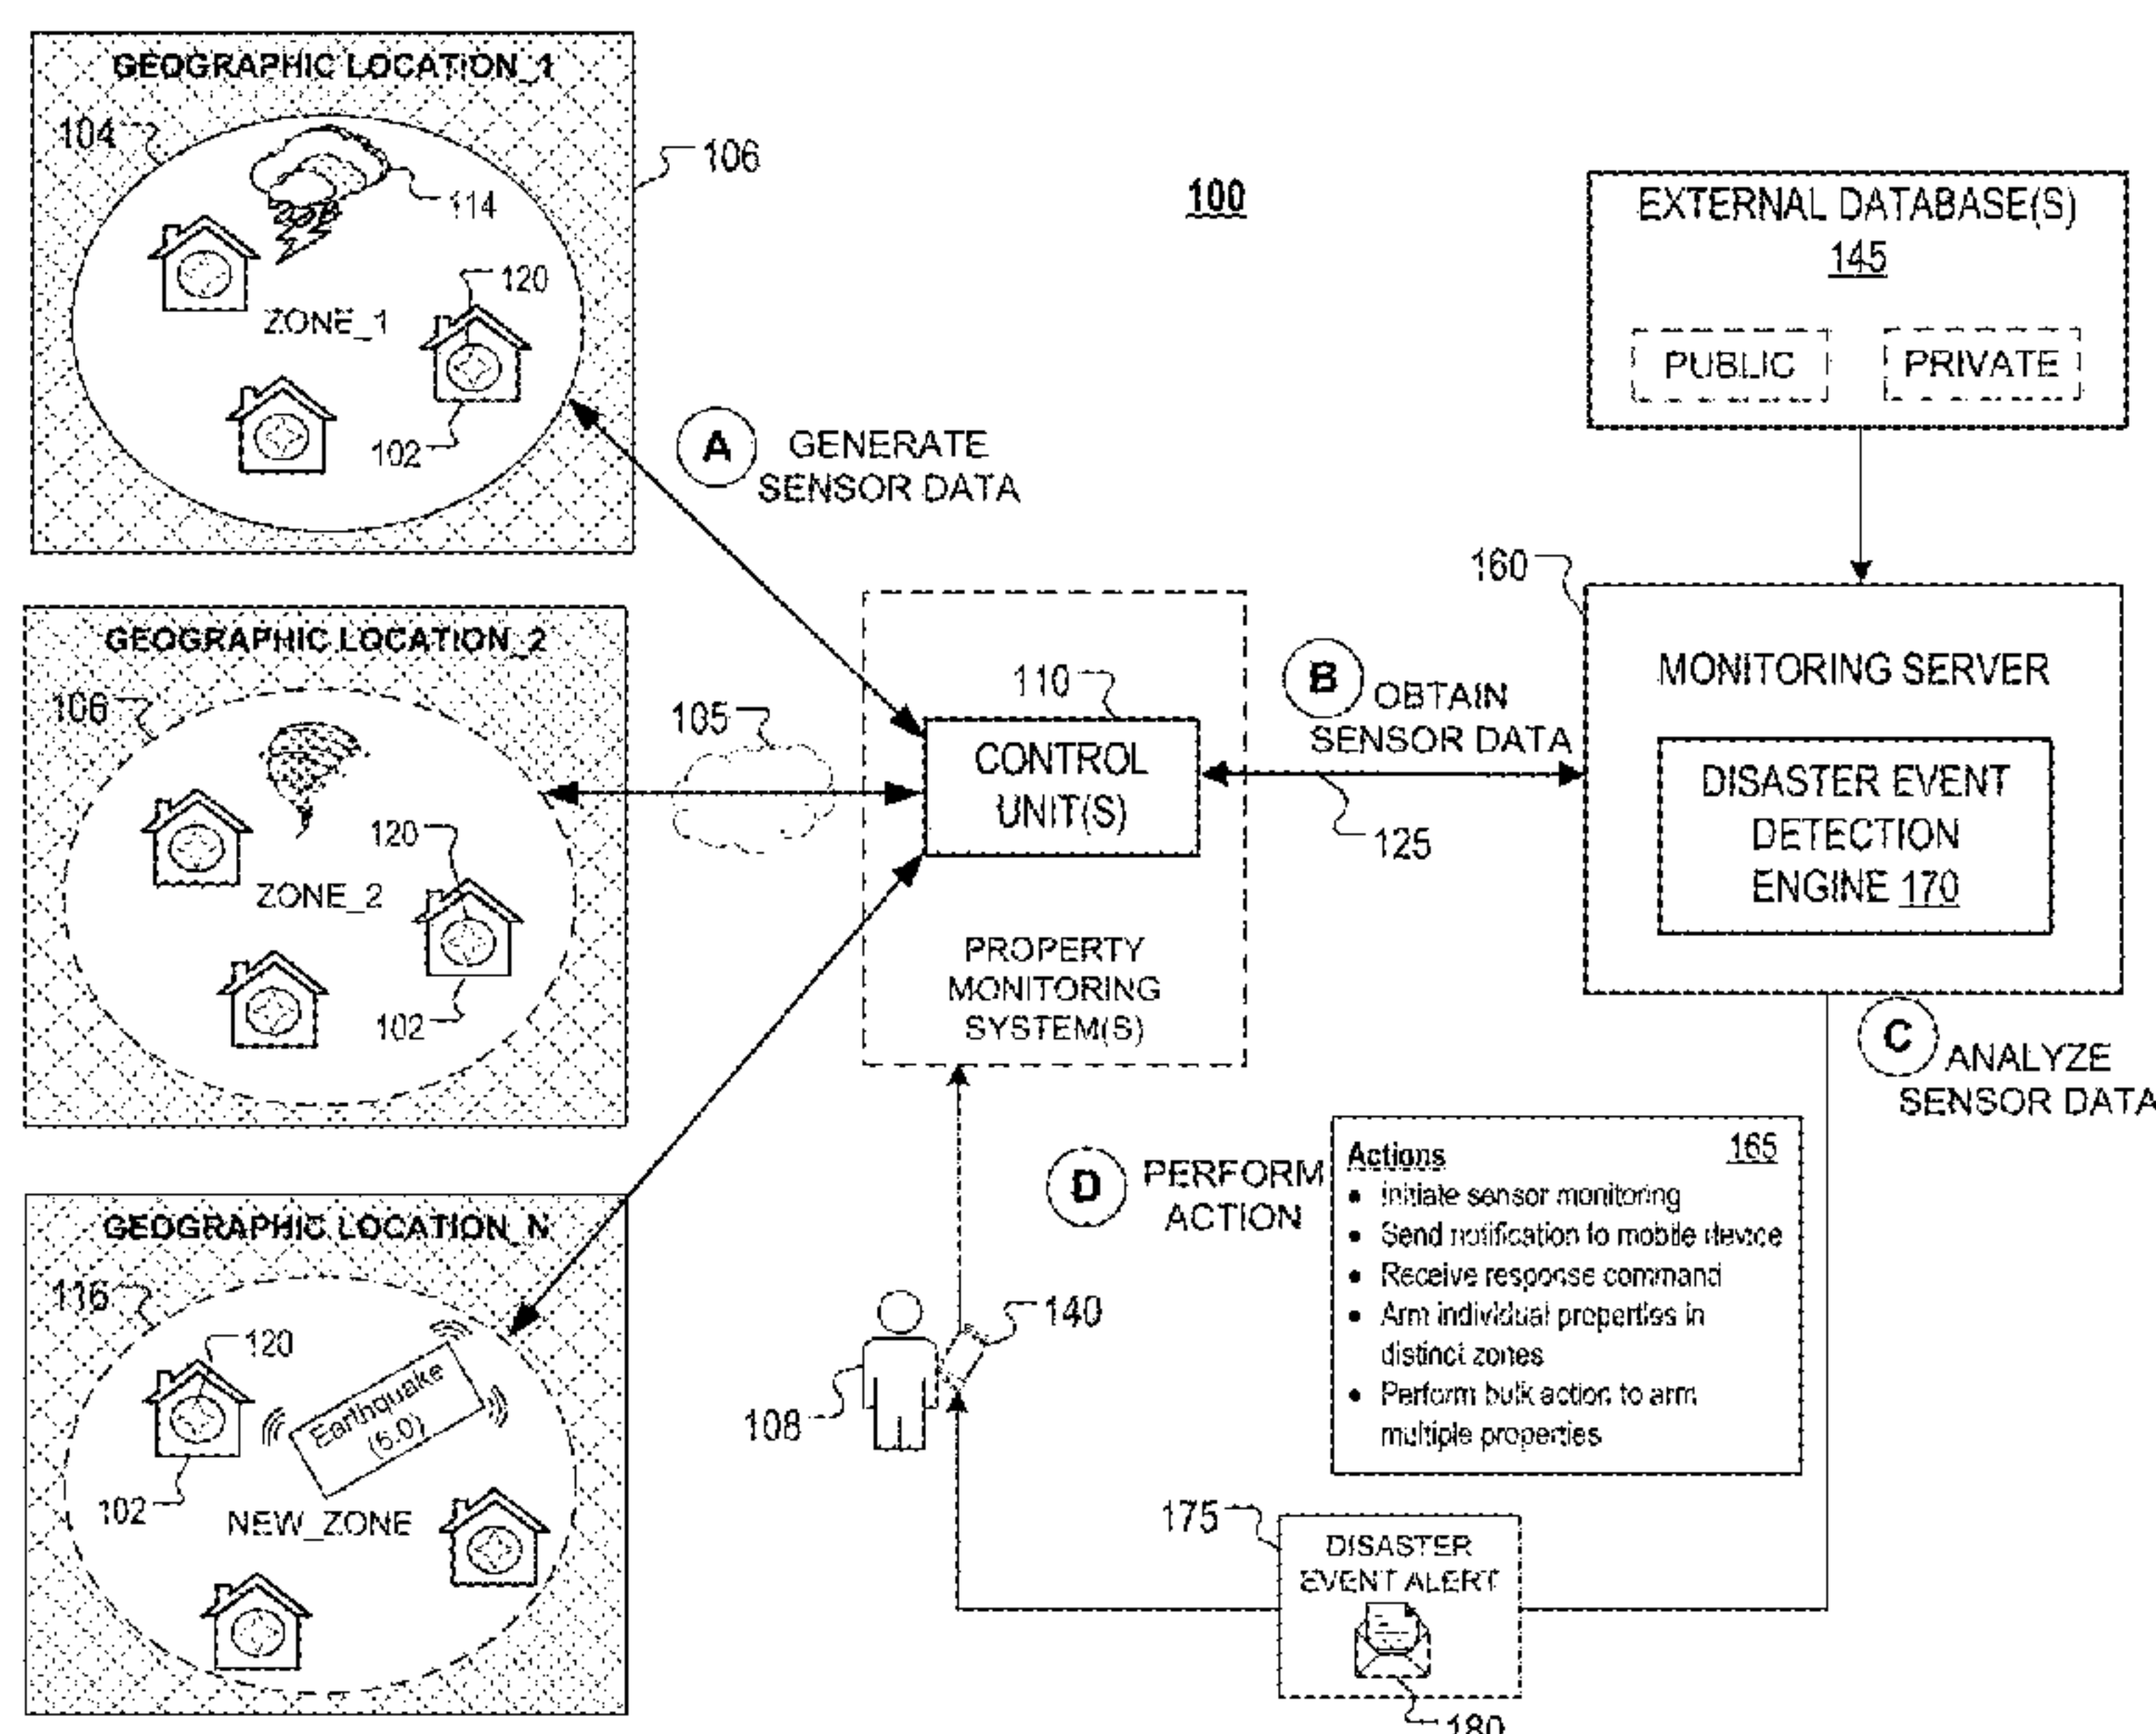 GEOGRAPHIC LOCATION_1
104
106
114
120
ZONE_1
102
A GENERATE
SENSOR DATA
100
EXTERNAL DATABASE(S)
145
PUBLIC
PRIVATE
GEOGRAPHIC LOCATION_2
106
120
ZONE_2
102
105
110
CONTROL
UNIT(S)
PROPERTY
MONITORING
SYSTEM(S)
B OBTAIN
SENSOR DATA
125
160
MONITORING SERVER
DISASTER EVENT
DETECTION
ENGINE 170
C ANALYZE
SENSOR DATA
GEOGRAPHIC LOCATION_N
116
120
Earthquake
(6.0)
102
NEW_ZONE
D PERFORM
ACTION
140
108
Actions 165
• Initiate sensor monitoring
• Send notification to mobile device
• Receive response command
• Arm individual properties in
distinct zones
• Perform bulk action to arm
multiple properties
175
DISASTER
EVENT ALERT
180